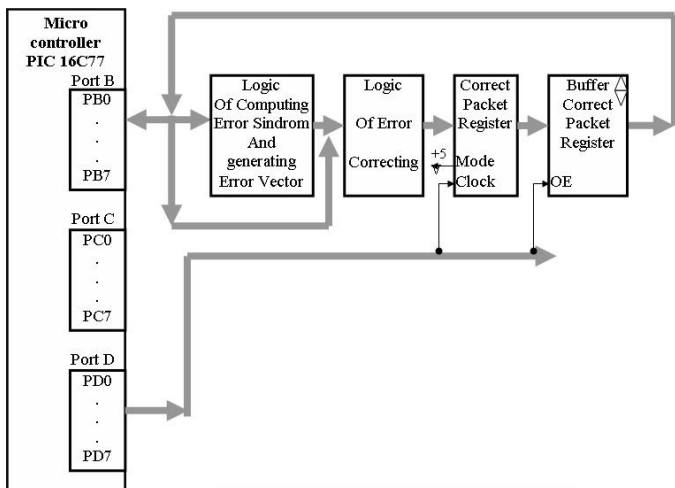 Micro
controller
PIC 16C77
Port B
PB0
.
.
.
PB7
Port C
PC0
.
.
.
PC7
Port D
PD0
.
.
.
PD7
Logic
Of Computing
Error Sindrom
And
generating
Error Vector
Logic
Of Error
Correcting
Correct
Packet
Register
+5
Mode
Clock
Buffer
Correct
Packet
Register
OE